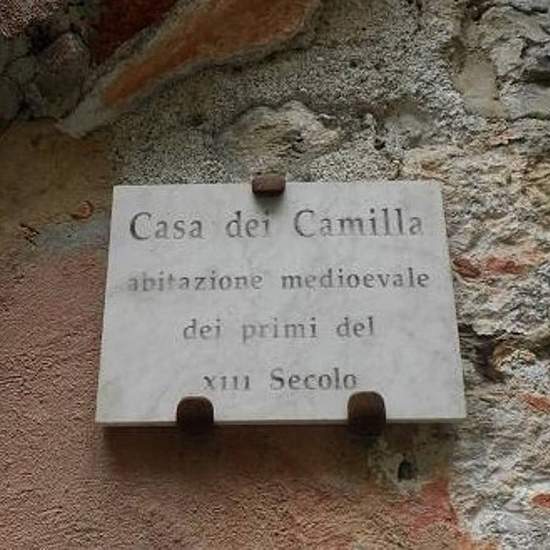 Casa dei Camilla
abitazione medioevale
dei primi del
XIII Secolo